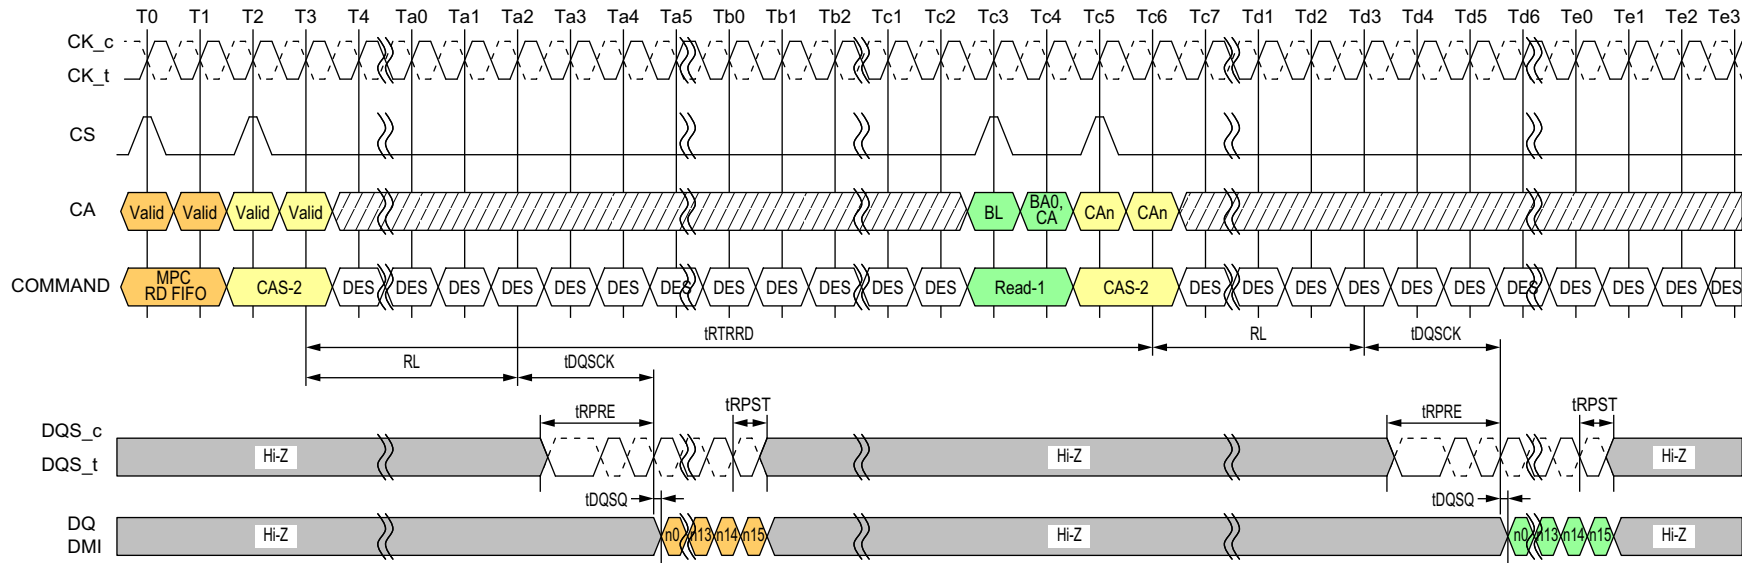 T0 T1 T2 T3 T4 Ta0 Ta1 Ta2 Ta3 Ta4 Ta5 Tb0 Tb1 Tb2 Tc1 Tc2 Tc3 Tc4 Tc5 Tc6 Tc7 Td1 Td2 Td3 Td4 Td5 Td6 Te0 Te1 Te2 Te3
CK_c
CK_t
CS
CA Valid Valid Valid Valid BL BA0, CA CAn CAn
COMMAND MPC RD FIFO CAS-2 DES DES DES DES DES DES DES DES DES DES DES DES Read-1 CAS-2 DES DES DES DES DES DES DES DES DES DES DES
tRTRRD RL tDQSCK
RL tDQSCK
tRPRE tRPST tRPRE tRPST
DQS_c
DQS_t
Hi-Z Hi-Z Hi-Z
tDQSQ tDQSQ
DQ
DMI
Hi-Z n0 n13 n14 n15 Hi-Z n0 n13 n14 n15 Hi-Z